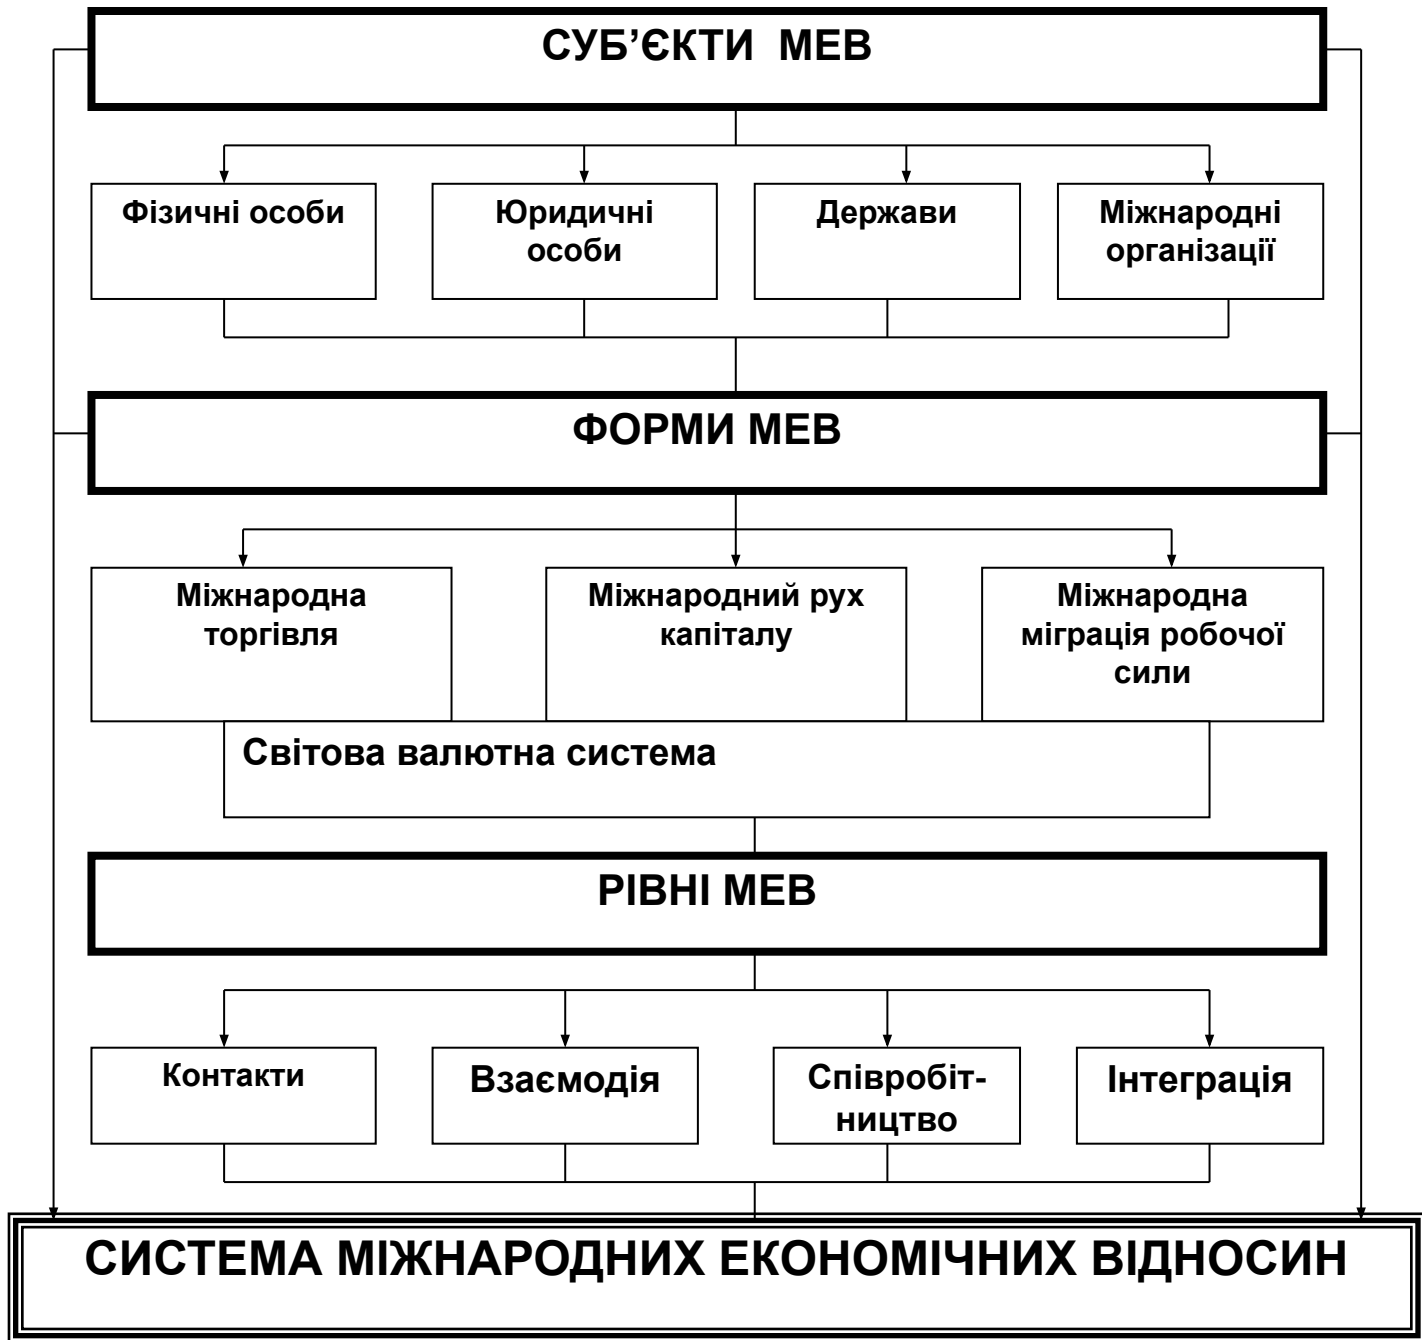 СУБ’ЄКТИ МЕВ
Фізичні особи
Юридичні
особи
Держави
Міжнародні
організації
ФОРМИ МЕВ
Міжнародна
торгівля
Міжнародний рух
капіталу
Міжнародна
міграція робочої
сили
Світова валютна система
РІВНІ МЕВ
Контакти
Взаємодія
Співробіт-
ництво
Інтеграція
СИСТЕМА МІЖНАРОДНИХ ЕКОНОМІЧНИХ ВІДНОСИН